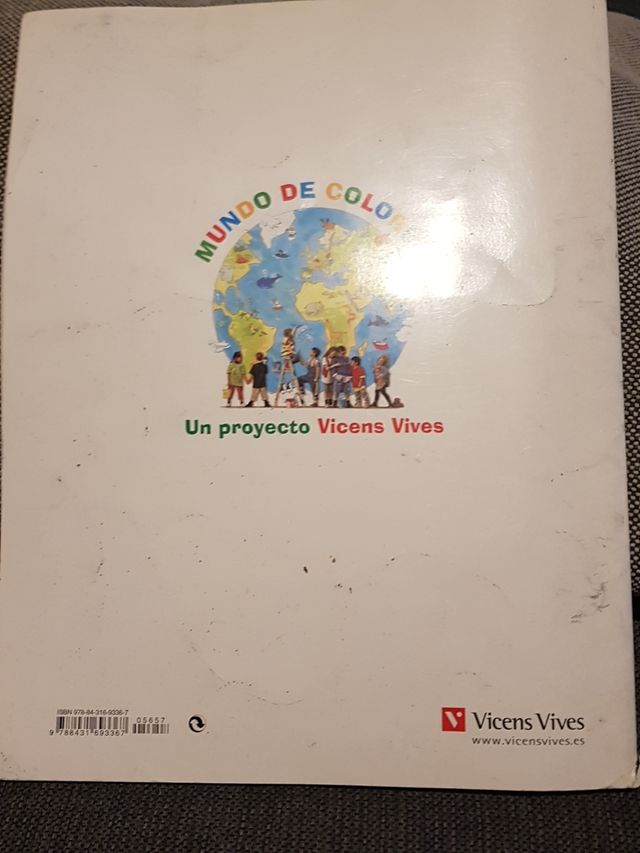 MUNDO DE COLO
Un proyecto Vicens Vives
ISBN 978-84-316-9336-7
05657
9 788431 693367
Vicens Vives
www.vicensvives.es